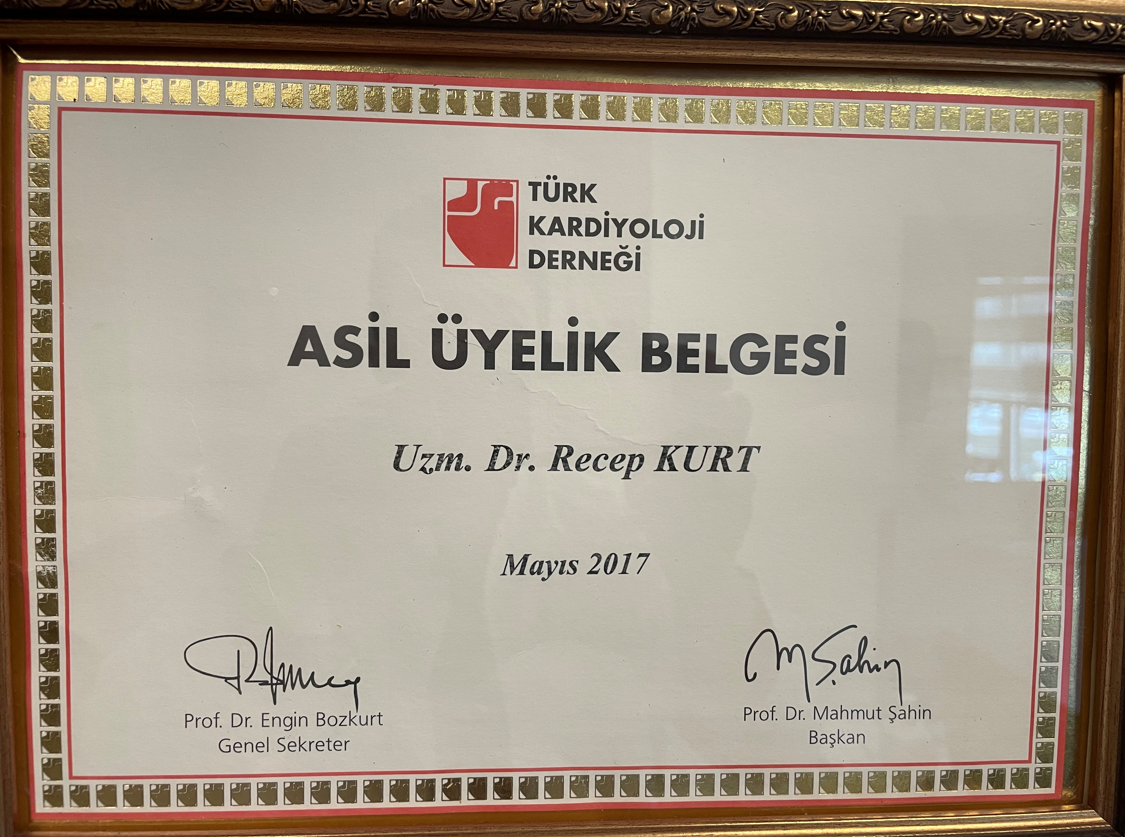 TÜRK
KARDİYOLOJİ
DERNEĞİ
ASİL ÜYELİK BELGESİ
Uzm. Dr. Recep KURT
Mayıs 2017
M Şahin
Prof. Dr. Engin Bozkurt
Genel Sekreter
Prof. Dr. Mahmut Şahin
Başkan